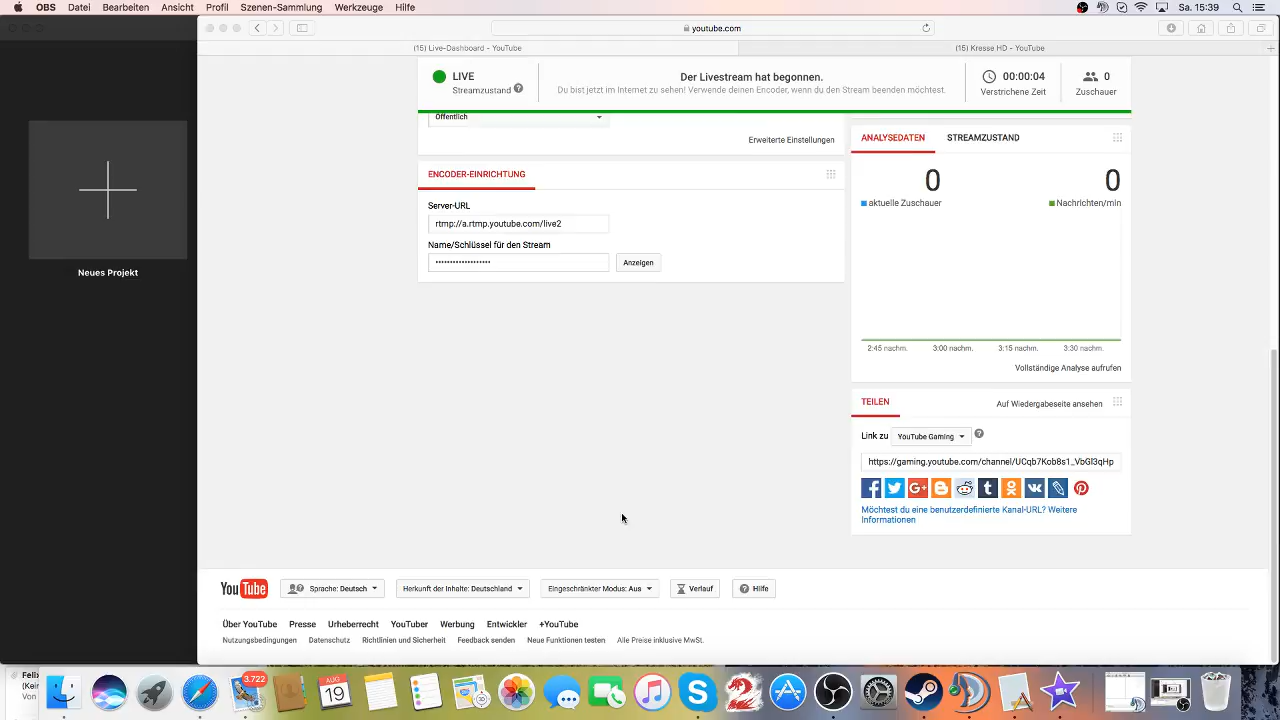 OBS Datei Bearbeiten Ansicht Profil Szenen-Sammlung Werkzeuge Hilfe Sa. 15:39
youtube.com
(15) Live-Dashboard - YouTube
(15) Kresse HD - YouTube
LIVE
Streamzustand
Der Livestream hat begonnen.
Du bist jetzt im Internet zu sehen! Verwende deinen Encoder, wenn du den Stream beenden möchtest.
00:00:04
Verstrichene Zeit
0
Zuschauer
Öffentlich
Erweiterte Einstellungen
ENCODER-EINRICHTUNG
Server-URL
rtmp://a.rtmp.youtube.com/live2
Name/Schlüssel für den Stream
••••••••••••••••••• Anzeigen
ANALYSEDATEN STREAMZUSTAND
0 0
aktuelle Zuschauer Nachrichten/min
2:45 nachm. 3:00 nachm. 3:15 nachm. 3:30 nachm.
Vollständige Analyse aufrufen
TEILEN Auf Wiedergabeseite ansehen
Link zu YouTube Gaming
https://gaming.youtube.com/channel/UCqb7Kob8s1_VbGl3qHp
Möchtest du eine benutzerdefinierte Kanal-URL? Weitere
Informationen
Neues Projekt
YouTube Sprache: Deutsch Herkunft der Inhalte: Deutschland Eingeschränkter Modus: Aus Verlauf Hilfe
Über YouTube Presse Urheberrecht YouTuber Werbung Entwickler +YouTube
Nutzungsbedingungen Datenschutz Richtlinien und Sicherheit Feedback senden Neue Funktionen testen Alle Preise inklusive MwSt.
Felix
(Kein
Von
3.722
AUG
19